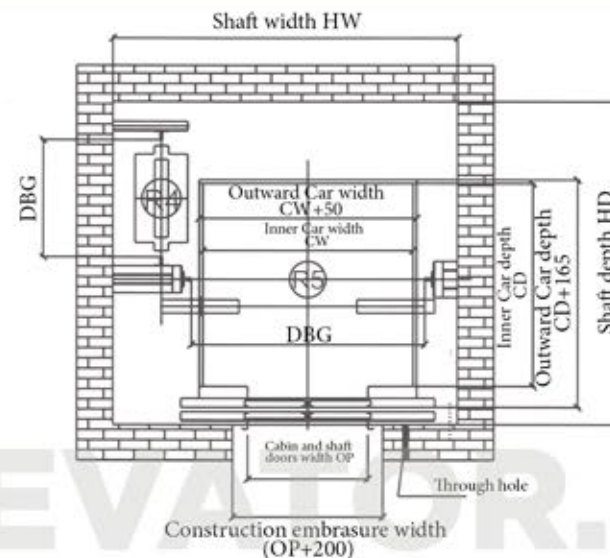 Shaft width HW
DBG
R4
Outward Car width
CW+50
Inner Car width
CW
R5
DBG
Inner Car depth
CD
Outward Car depth
CD+165
Shaft depth HD
Cabin and shaft
doors width OP
Through hole
Construction embrasure width
(OP+200)
EVATOR.